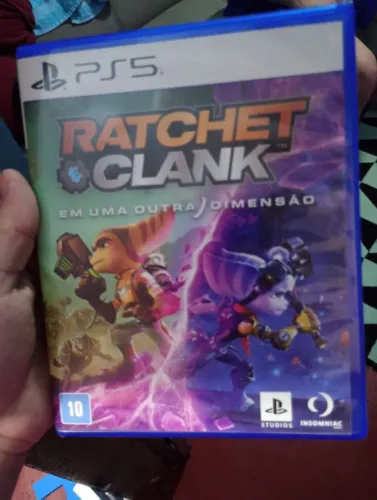 PS5
RATCHET
CLANK
EM UMA OUTRA DIMENSÃO
10
STUDIOS
INSOMNIAC